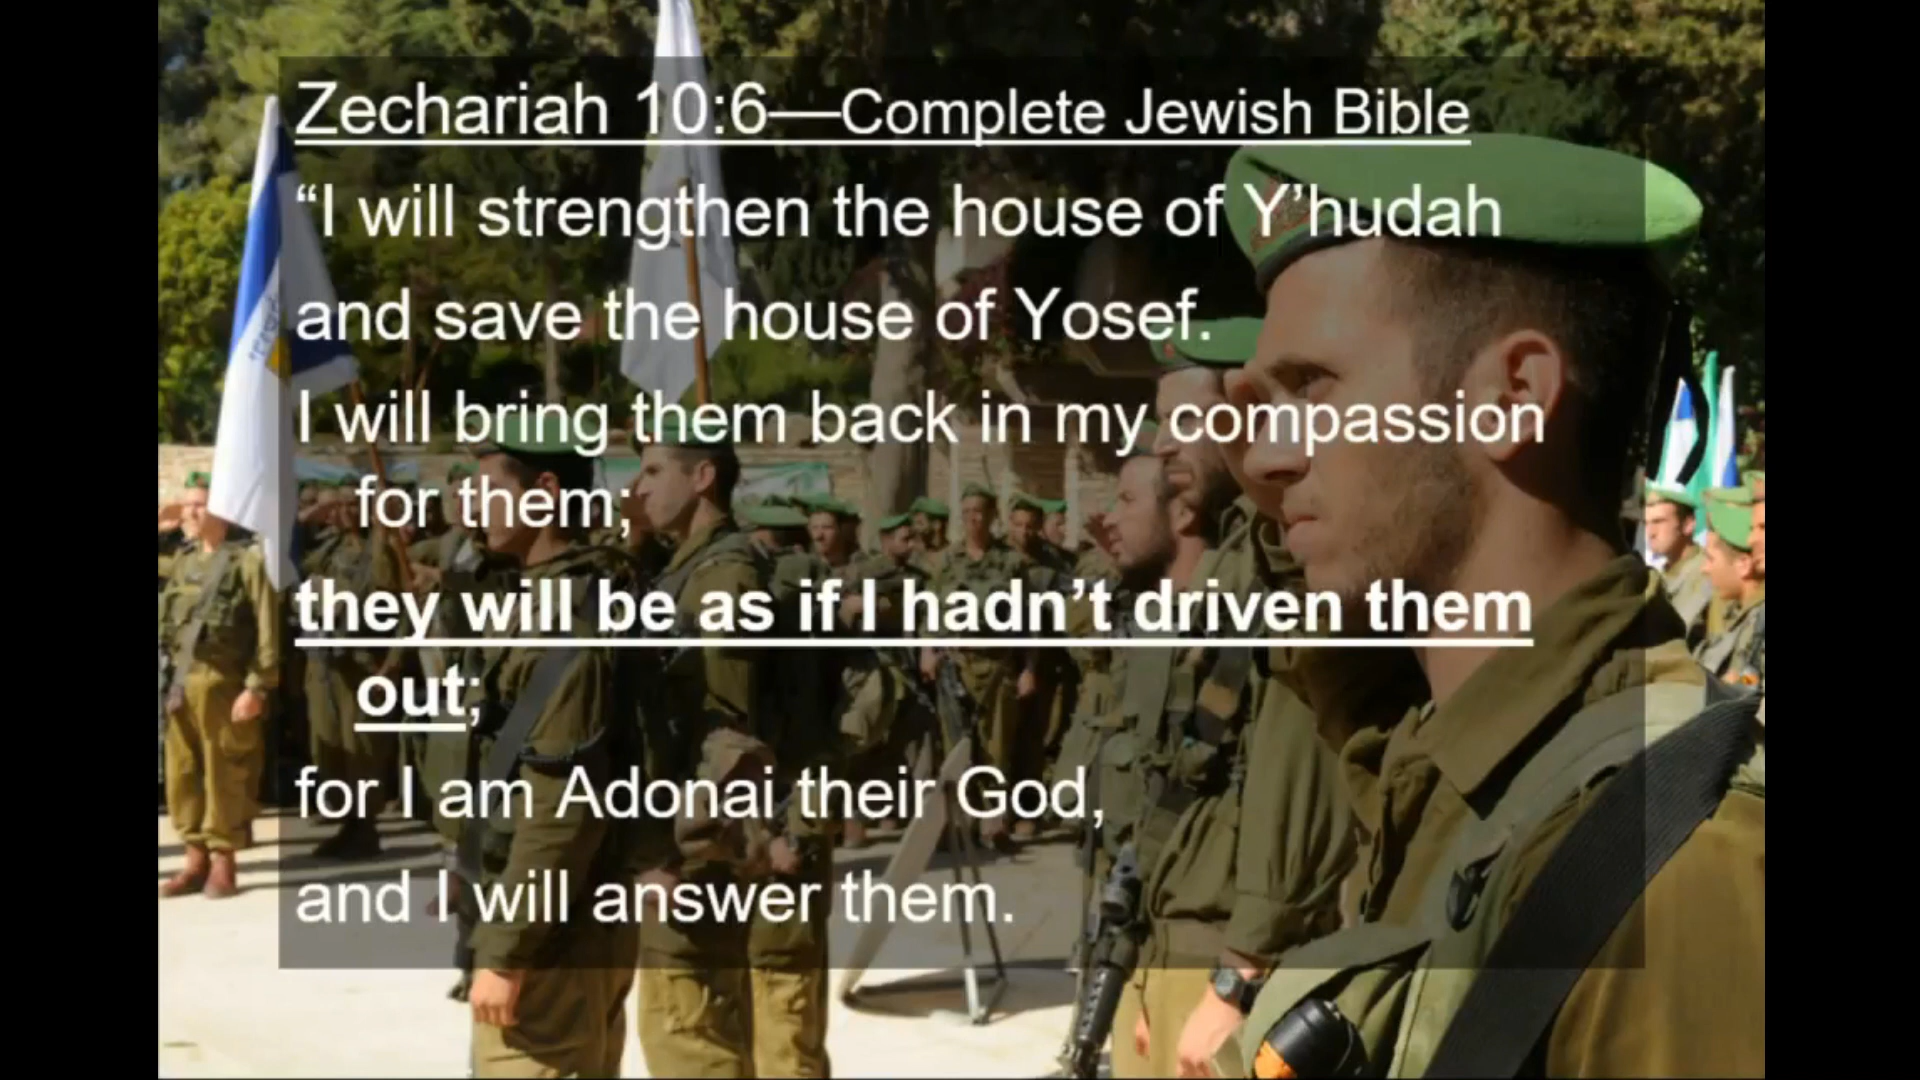 Zechariah 10:6—Complete Jewish Bible
“I will strengthen the house of Y’hudah
and save the house of Yosef.
I will bring them back in my compassion
for them;
they will be as if I hadn’t driven them
out;
for I am Adonai their God,
and I will answer them.